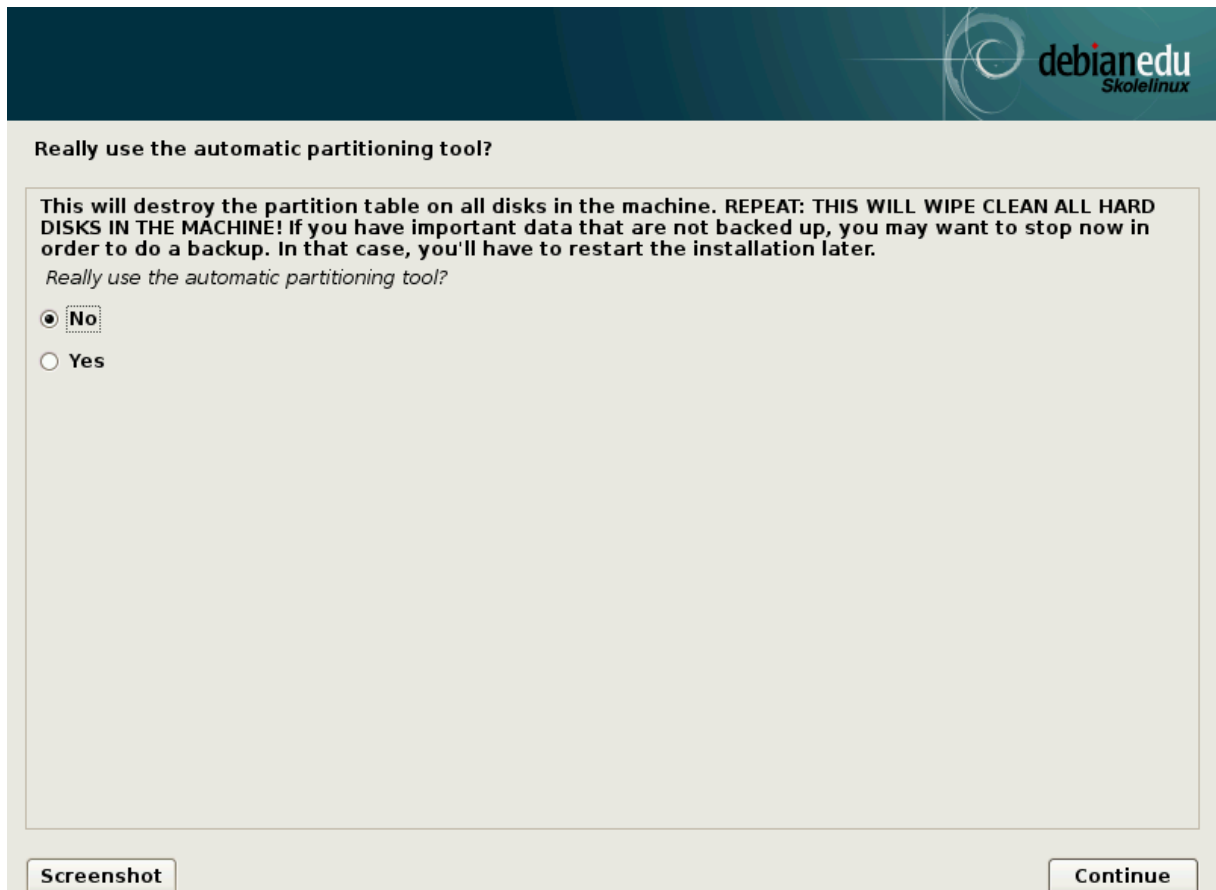 debianedu
Skolelinux
Really use the automatic partitioning tool?
This will destroy the partition table on all disks in the machine. REPEAT: THIS WILL WIPE CLEAN ALL HARD
DISKS IN THE MACHINE! If you have important data that are not backed up, you may want to stop now in
order to do a backup. In that case, you'll have to restart the installation later.
Really use the automatic partitioning tool?
No
Yes
Screenshot
Continue